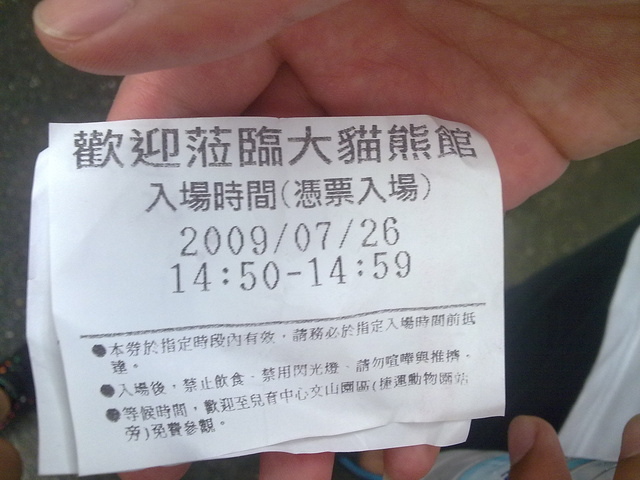 歡迎蒞臨大貓熊館
入場時間(憑票入場)
2009/07/26
14:50-14:59
●本券於指定時段內有效，請務必於指定入場時間前抵
達。
●入場後，禁止飲食、禁用閃光燈、請勿喧嘩與推擠。
●等候時間，歡迎至兒育中心文山園區(捷運動物園站
旁)免費參觀。